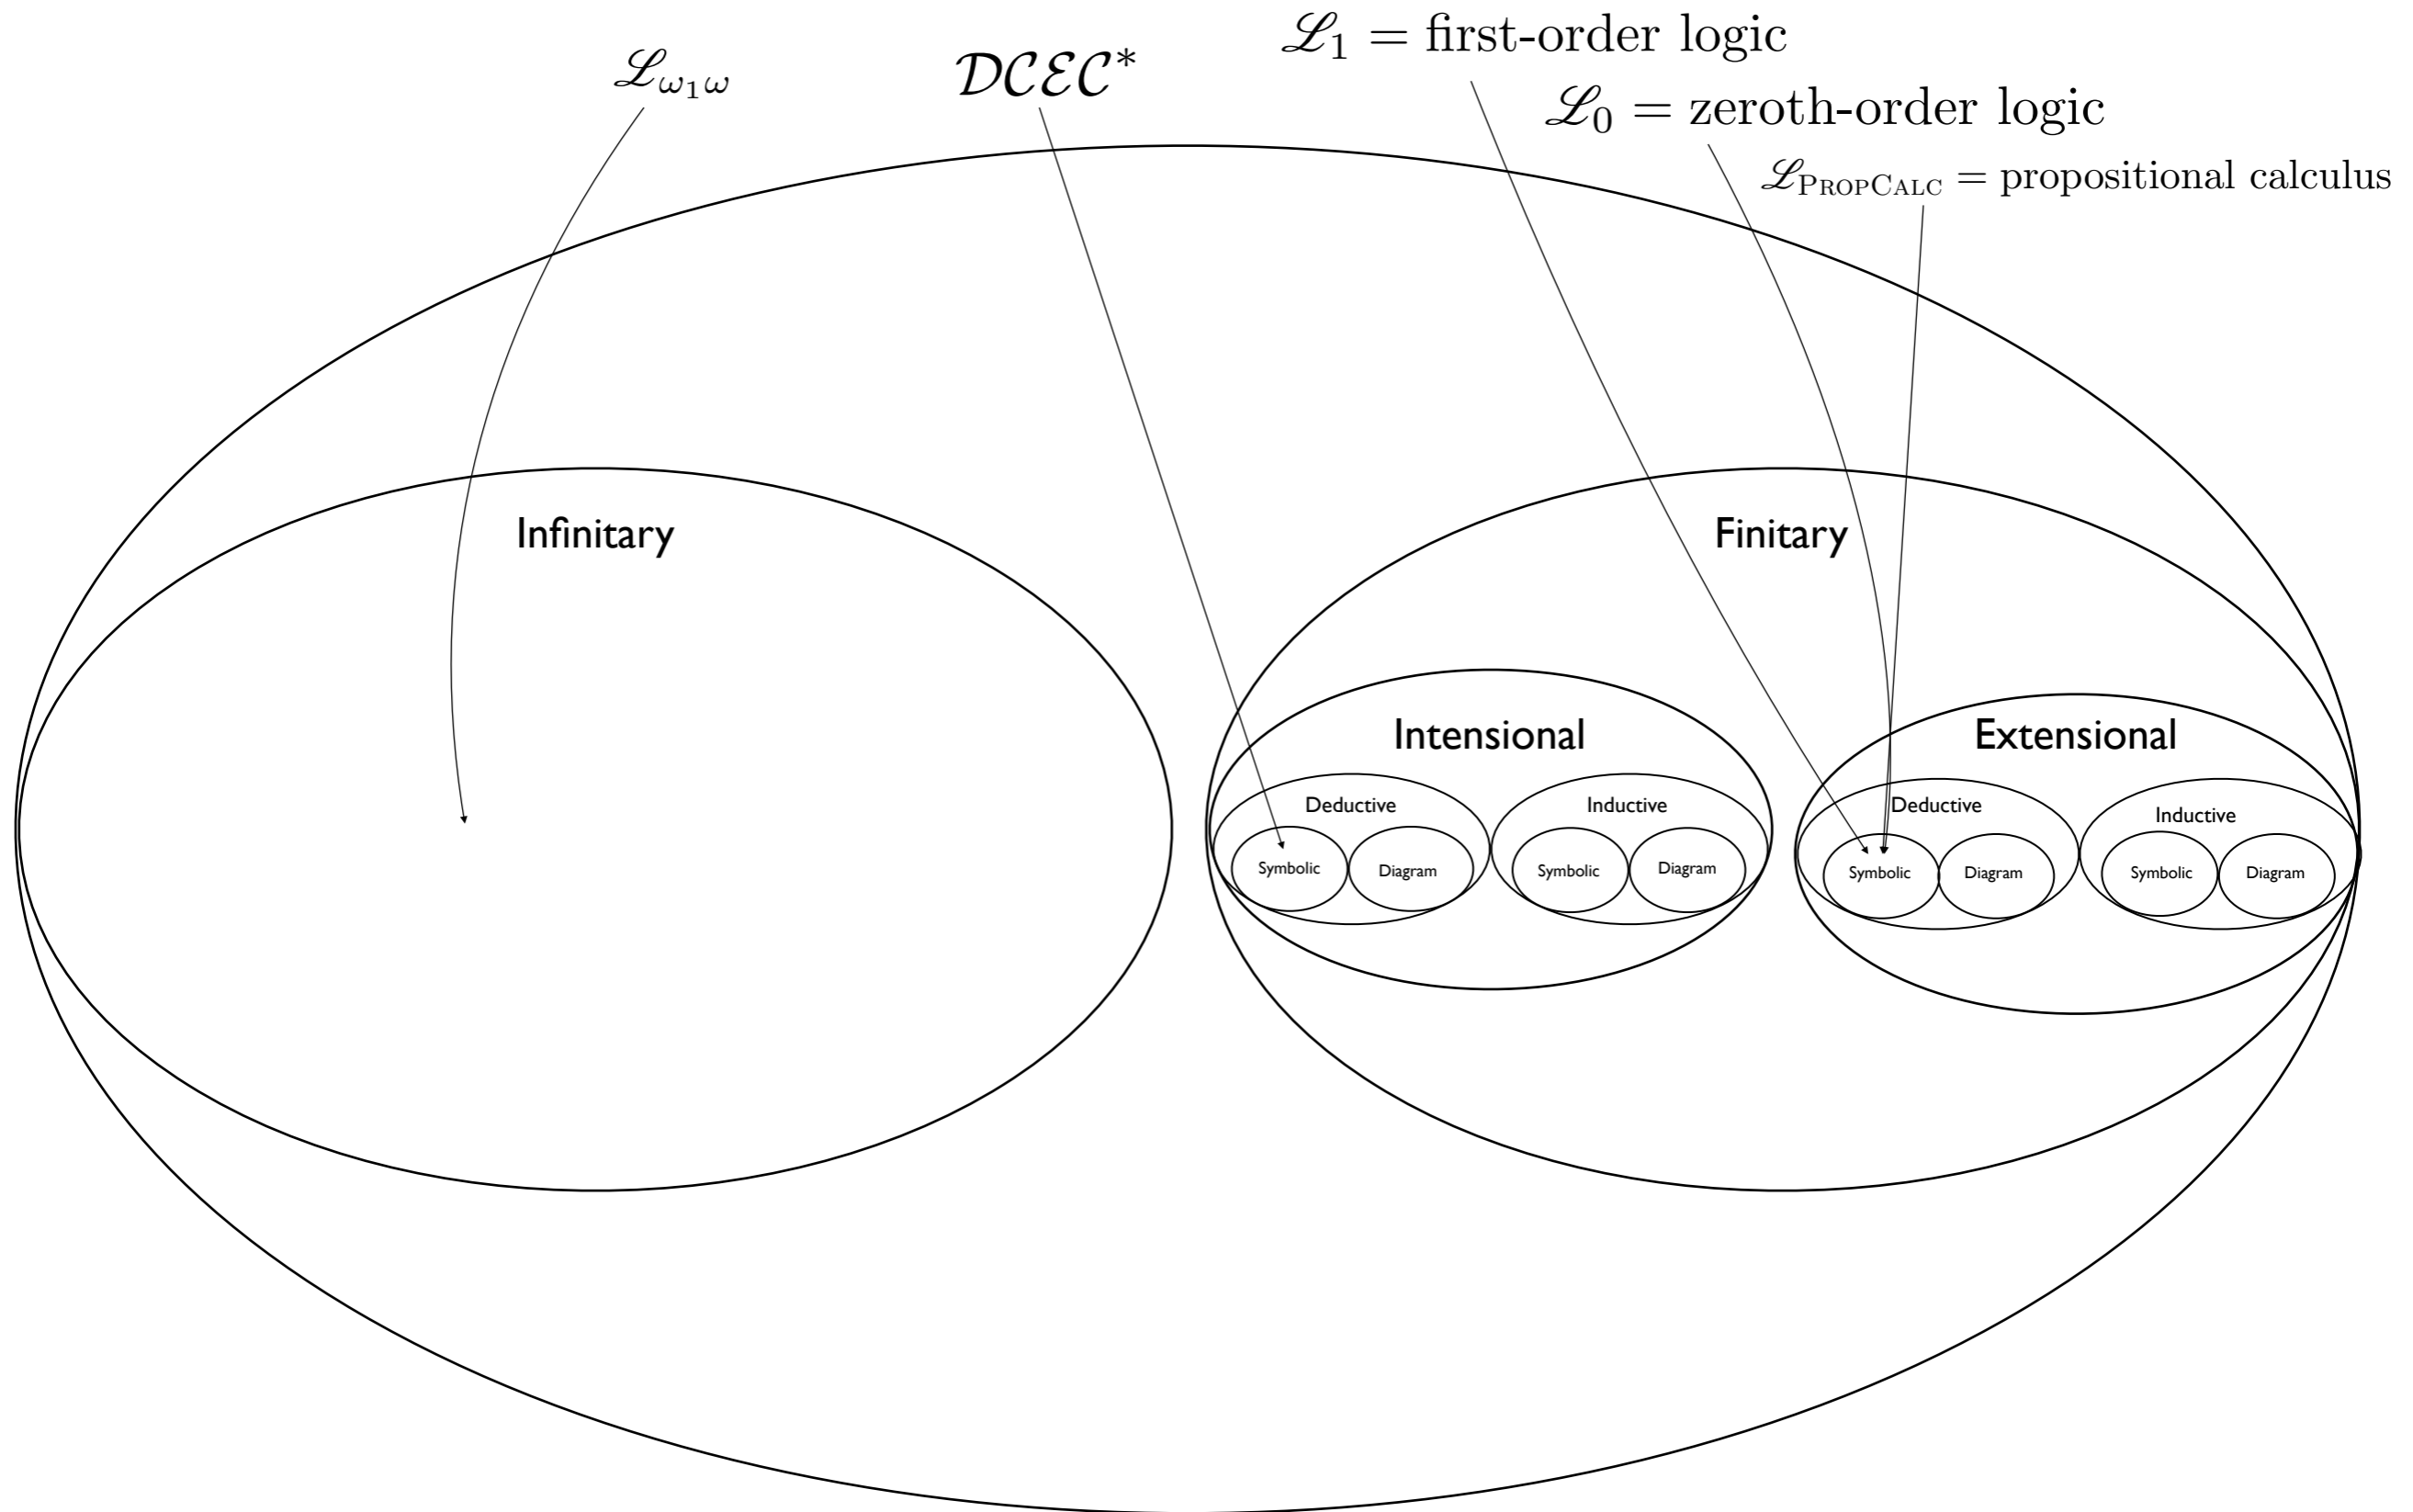 ℒ₁ = first-order logic
ℒ_{ω₁ω}
𝒟𝒞ℰ𝒞*
ℒ₀ = zeroth-order logic
ℒ_{PROPCALC} = propositional calculus
Infinitary
Finitary
Intensional
Extensional
Deductive
Inductive
Deductive
Inductive
Symbolic
Diagram
Symbolic
Diagram
Symbolic
Diagram
Symbolic
Diagram